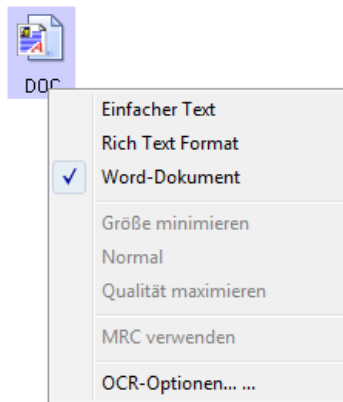 DOC
Einfacher Text
Rich Text Format
Word-Dokument
Größe minimieren
Normal
Qualität maximieren
MRC verwenden
OCR-Optionen... ...